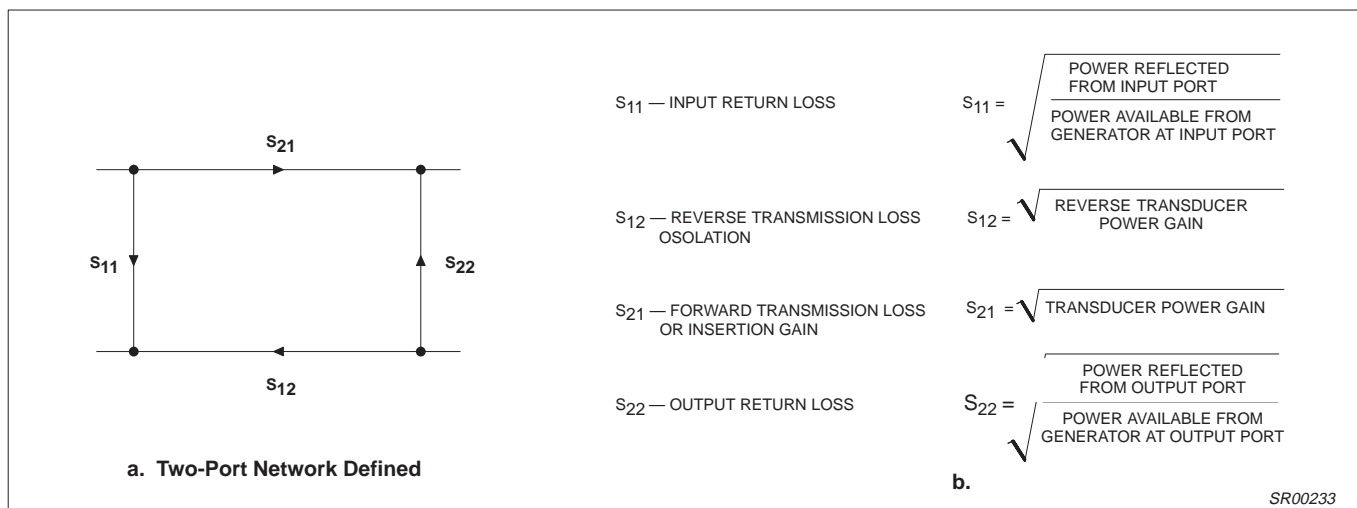 S21
S11
S22
S12
a. Two-Port Network Defined
S11 — INPUT RETURN LOSS
S12 — REVERSE TRANSMISSION LOSS
OSOLATION
S21 — FORWARD TRANSMISSION LOSS
OR INSERTION GAIN
S22 — OUTPUT RETURN LOSS
S11 = √
POWER REFLECTED
FROM INPUT PORT
POWER AVAILABLE FROM
GENERATOR AT INPUT PORT
S12 = √
REVERSE TRANSDUCER
POWER GAIN
S21 = √ TRANSDUCER POWER GAIN
S22 = √
POWER REFLECTED
FROM OUTPUT PORT
POWER AVAILABLE FROM
GENERATOR AT OUTPUT PORT
b.
SR00233